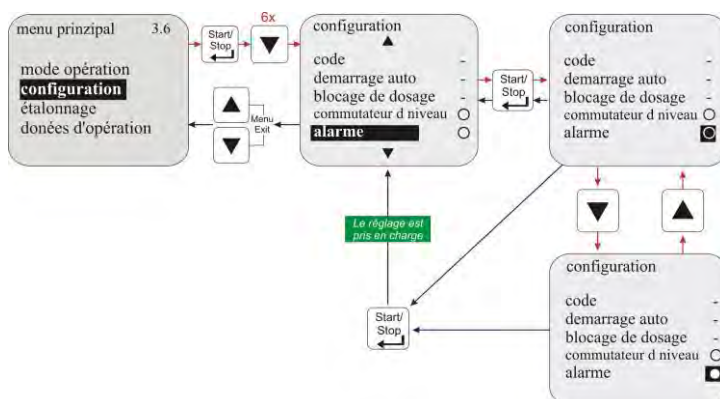 menu prinzipal 3.6
mode opération
configuration
étalonnage
donées d'opération
Start/
Stop
6x
Menu
Exit
configuration
code -
demarrage auto -
blocage de dosage -
commutateur d niveau
alarme
Start/
Stop
configuration
code -
demarrage auto -
blocage de dosage -
commutateur d niveau
alarme
Le réglage est
pris en charge
Start/
Stop
configuration
code -
demarrage auto -
blocage de dosage -
commutateur d niveau
alarme